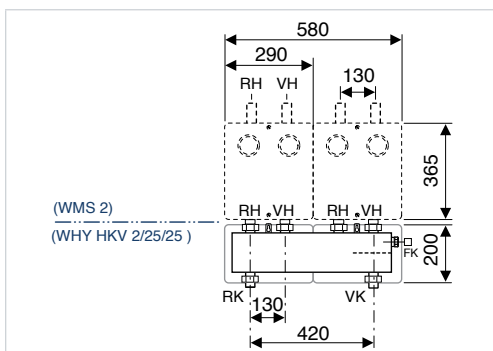 580
290
RH VH 130
365
(WMS 2) RH VH RH VH
(WHY HKV 2/25/25 )
FK 200
RK 130 VK
420